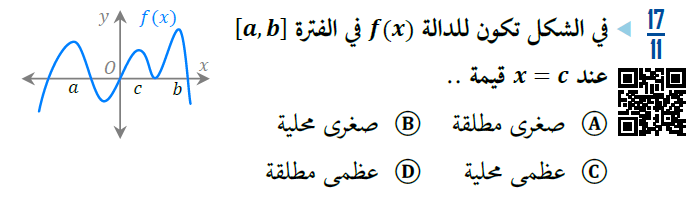 17/11 في الشكل تكون للدالة f(x) في الفترة [a, b]
عند x = c قيمة ..
A صغرى مطلقة B صغرى محلية
C عظمى محلية D عظمى مطلقة
y f(x)
O x
a c b